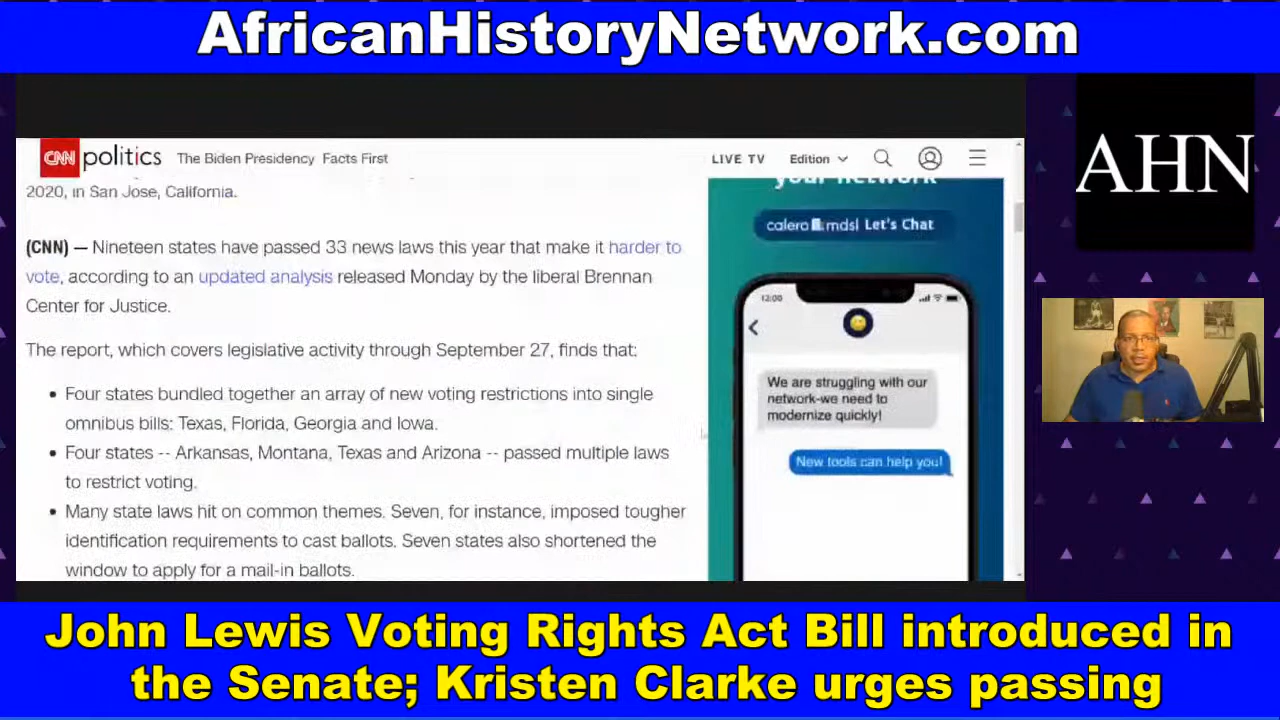 AfricanHistoryNetwork.com
CNN politics The Biden Presidency Facts First
LIVE TV Edition
2020, in San Jose, California.
(CNN) — Nineteen states have passed 33 news laws this year that make it harder to
vote, according to an updated analysis released Monday by the liberal Brennan
Center for Justice.
The report, which covers legislative activity through September 27, finds that:
• Four states bundled together an array of new voting restrictions into single
omnibus bills: Texas, Florida, Georgia and Iowa.
• Four states -- Arkansas, Montana, Texas and Arizona -- passed multiple laws
to restrict voting.
• Many state laws hit on common themes. Seven, for instance, imposed tougher
identification requirements to cast ballots. Seven states also shortened the
window to apply for a mail-in ballots.
your network
calero mdsl Let's Chat
12:00
We are struggling with our
network-we need to
modernize quickly!
New tools can help you!
AHN
John Lewis Voting Rights Act Bill introduced in
the Senate; Kristen Clarke urges passing